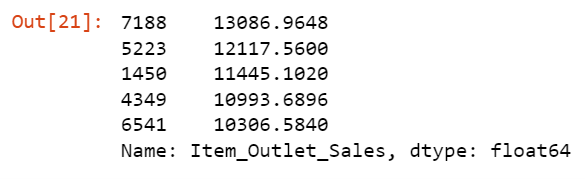 Out[21]: 7188    13086.9648
5223    12117.5600
1450    11445.1020
4349    10993.6896
6541    10306.5840
Name: Item_Outlet_Sales, dtype: float64